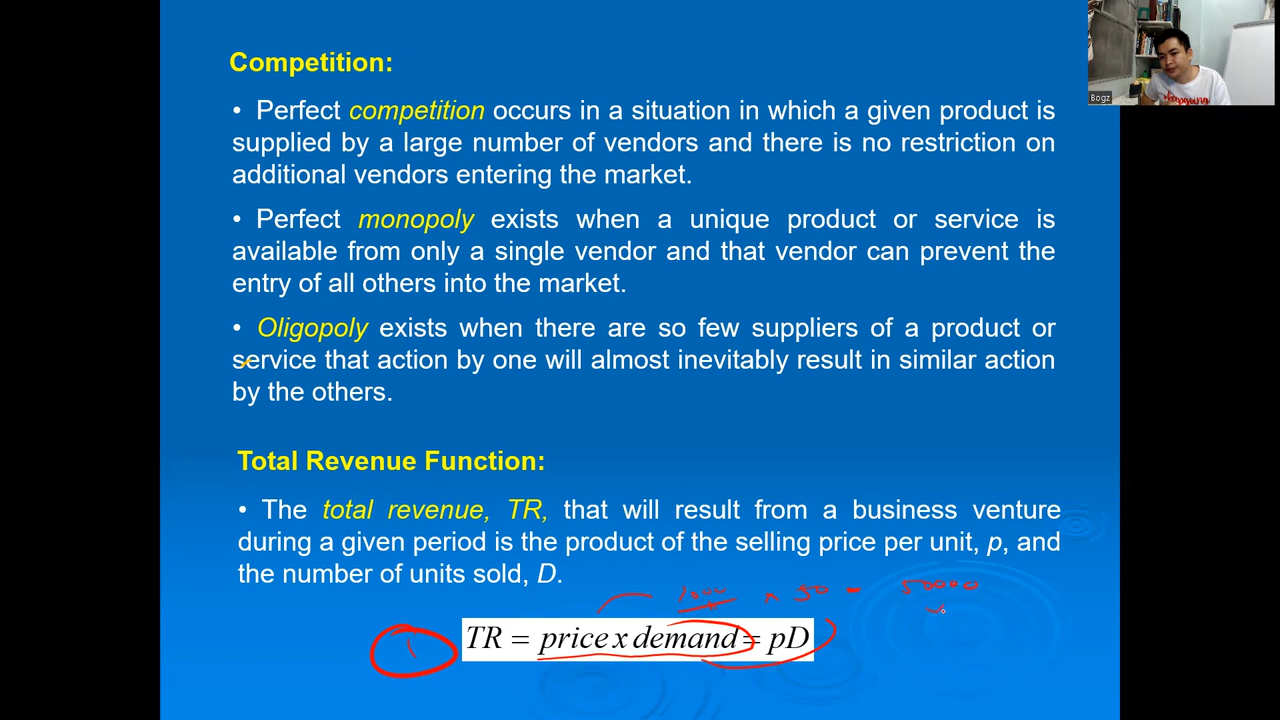 Competition:
• Perfect competition occurs in a situation in which a given product is
supplied by a large number of vendors and there is no restriction on
additional vendors entering the market.
• Perfect monopoly exists when a unique product or service is
available from only a single vendor and that vendor can prevent the
entry of all others into the market.
• Oligopoly exists when there are so few suppliers of a product or
service that action by one will almost inevitably result in similar action
by the others.
Total Revenue Function:
• The total revenue, TR, that will result from a business venture
during a given period is the product of the selling price per unit, p, and
the number of units sold, D.
1000 x 50 = 50000
TR = price x demand = pD
Bogz